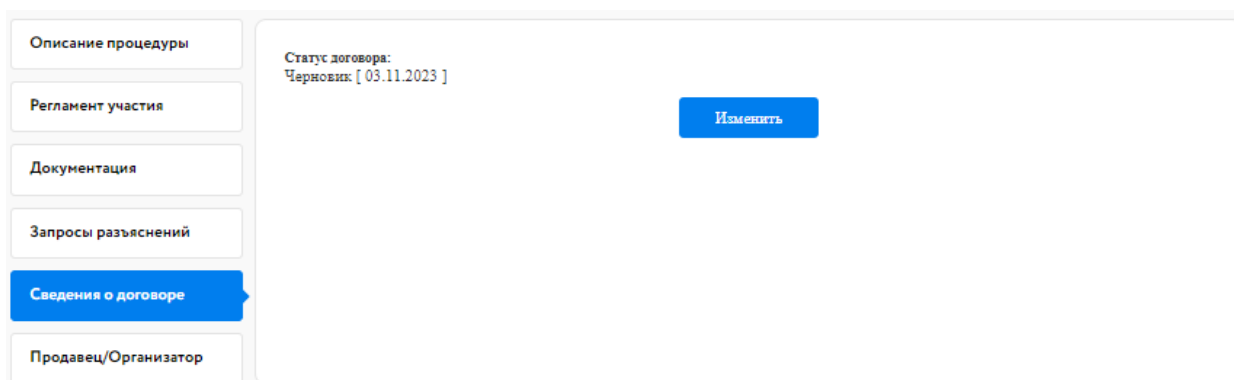 Описание процедуры
Регламент участия
Документация
Запросы разъяснений
Сведения о договоре
Продавец/Организатор
Статус договора:
Черновик [ 03.11.2023 ]
Изменить